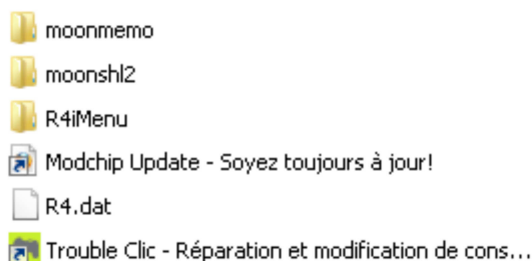 moonmemo
moonshl2
R4iMenu
Modchip Update - Soyez toujours à jour!
R4.dat
Trouble Clic - Réparation et modification de cons...